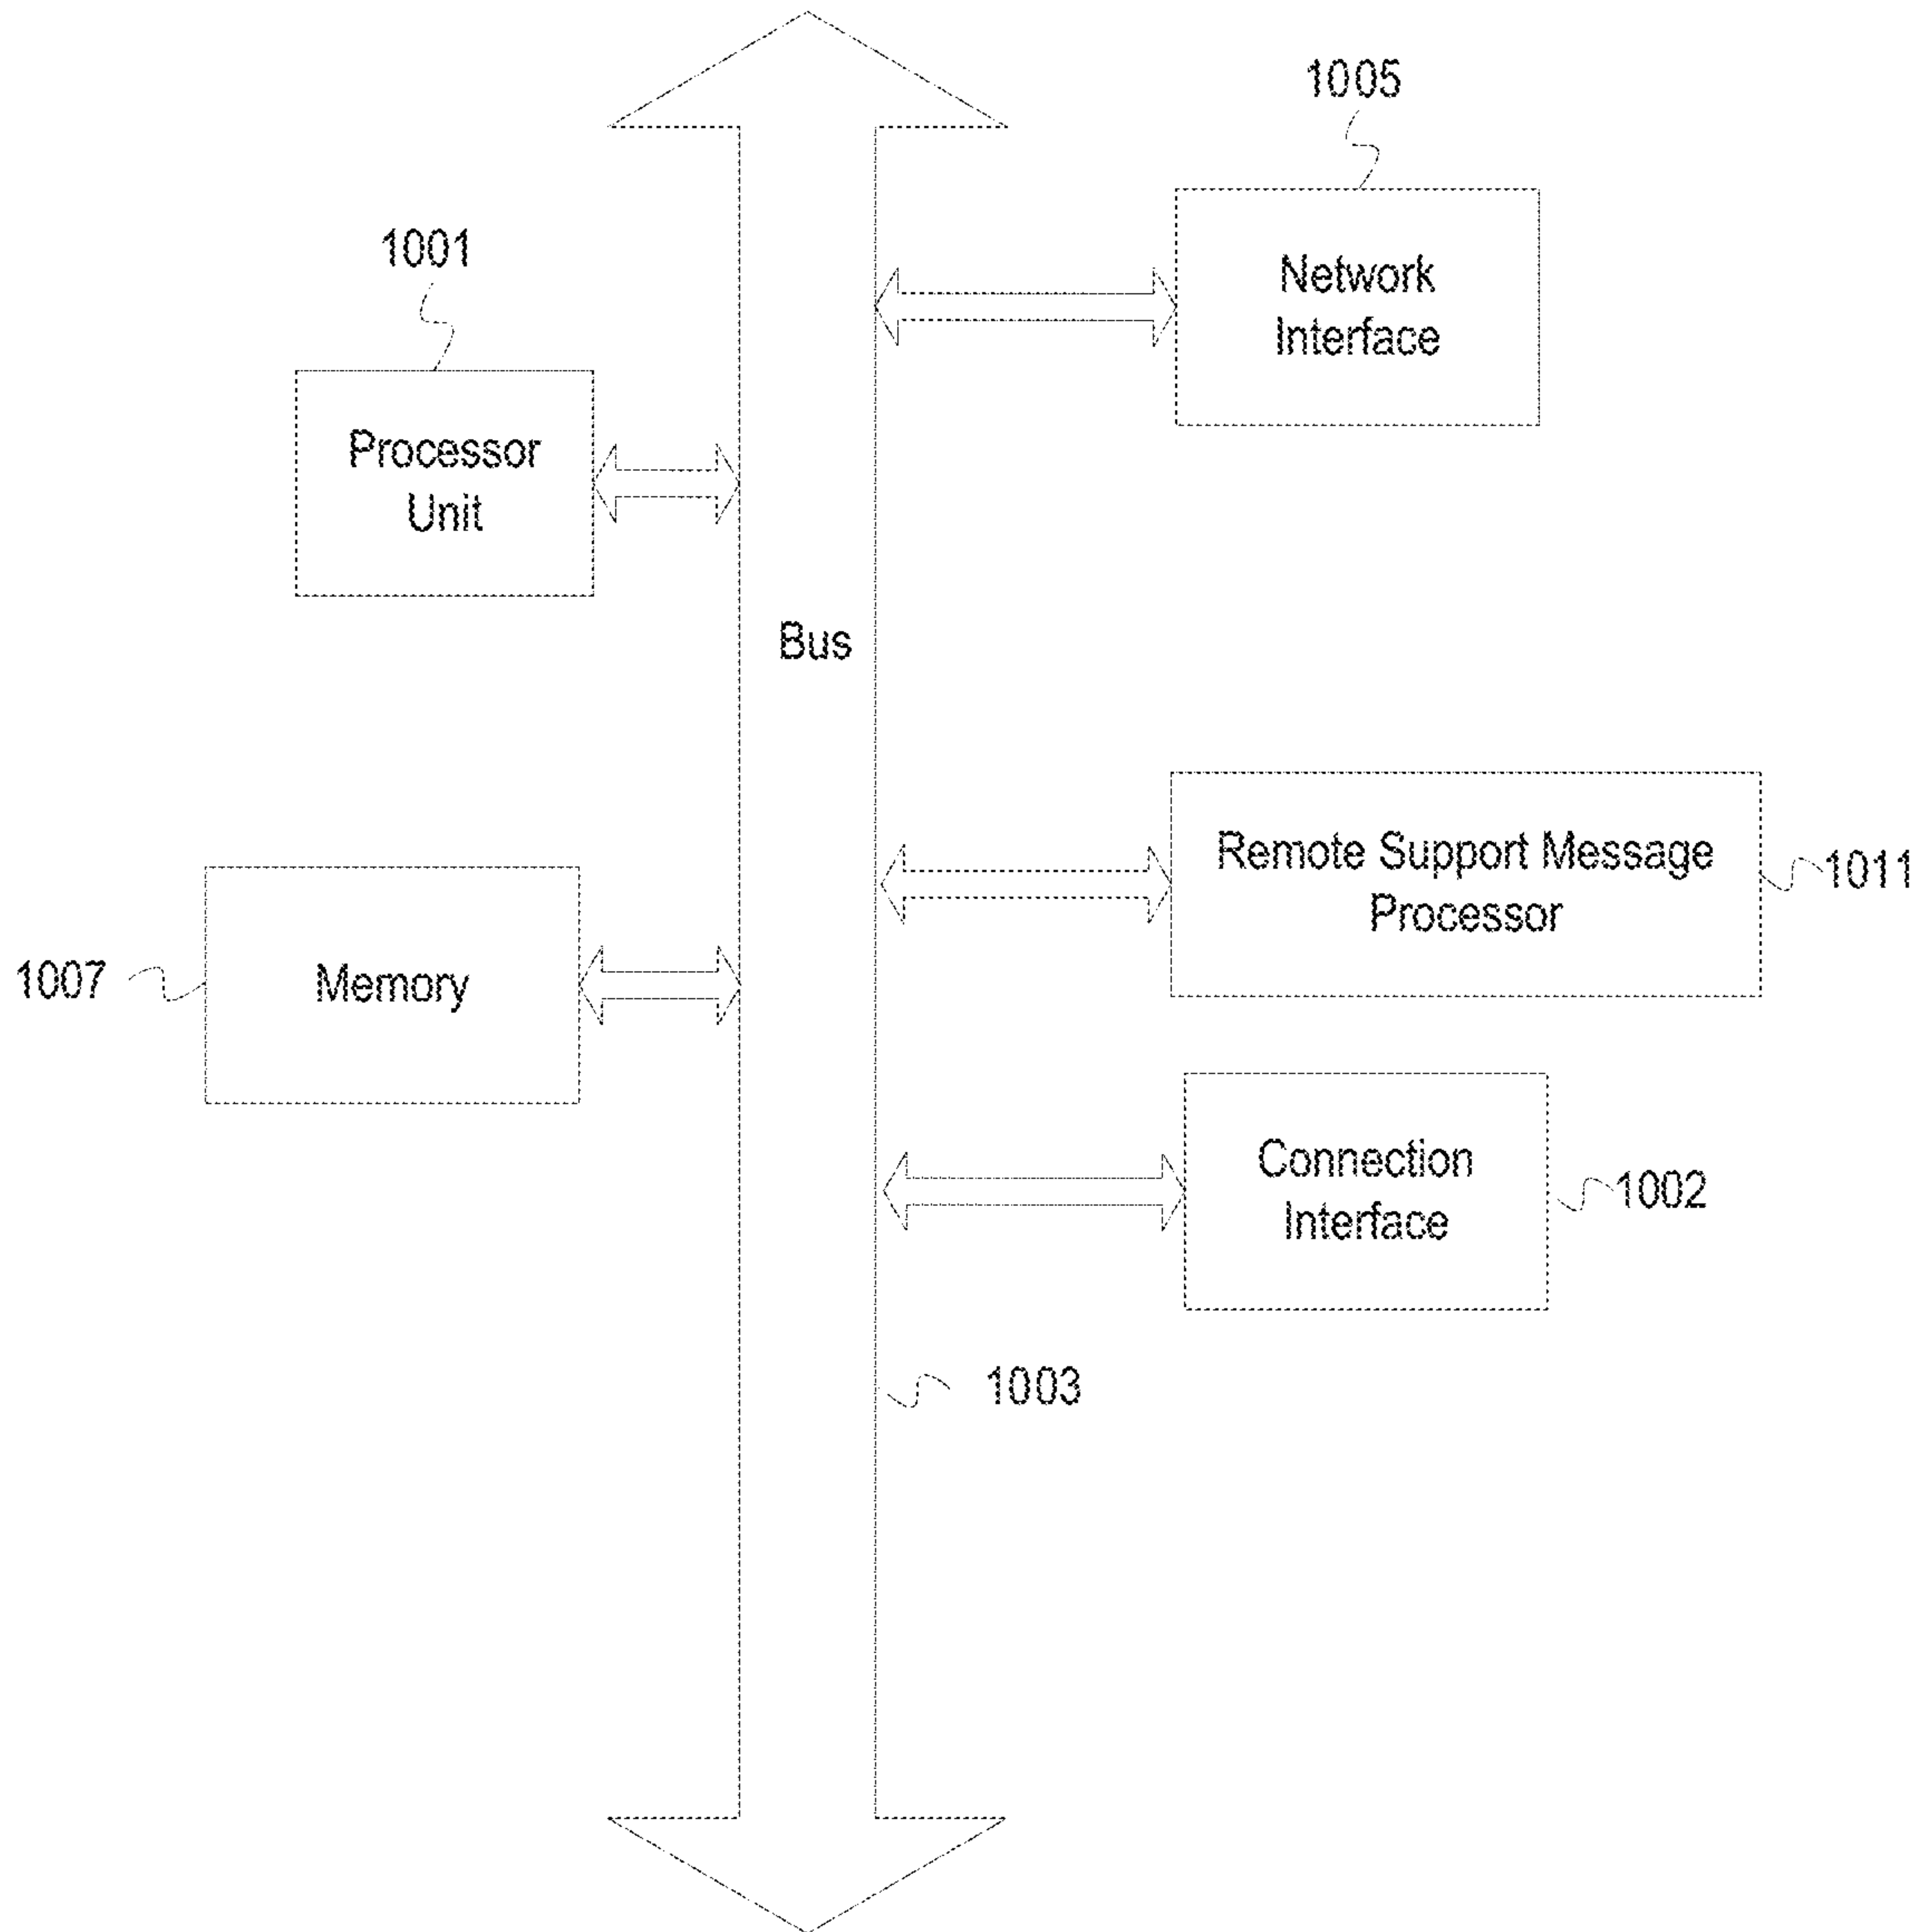 1005
Network
Interface
1001
Processor
Unit
Bus
Remote Support Message
Processor
1011
1007
Memory
Connection
Interface
1002
1003